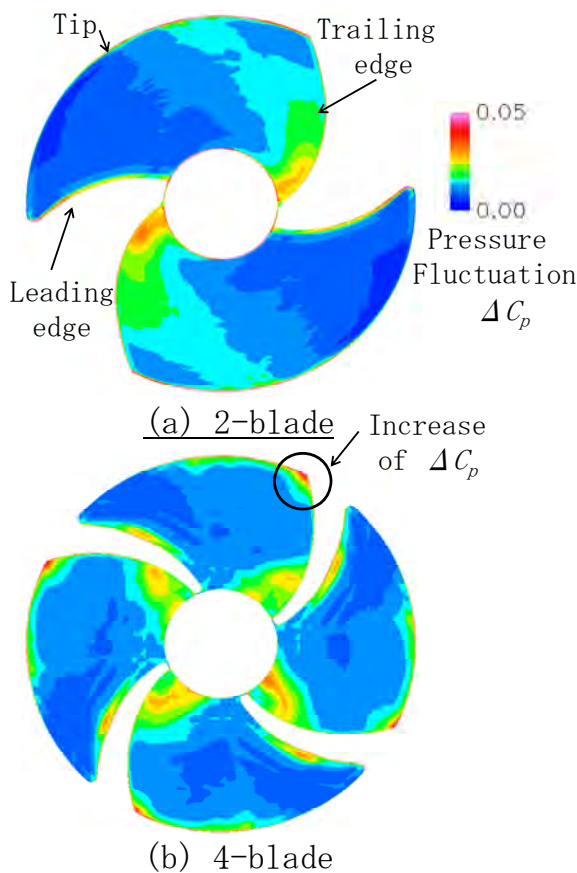 Tip
Trailing
edge
0.05
0.00
Pressure
Fluctuation
ΔCp
Leading
edge
(a) 2-blade
Increase
of ΔCp
(b) 4-blade